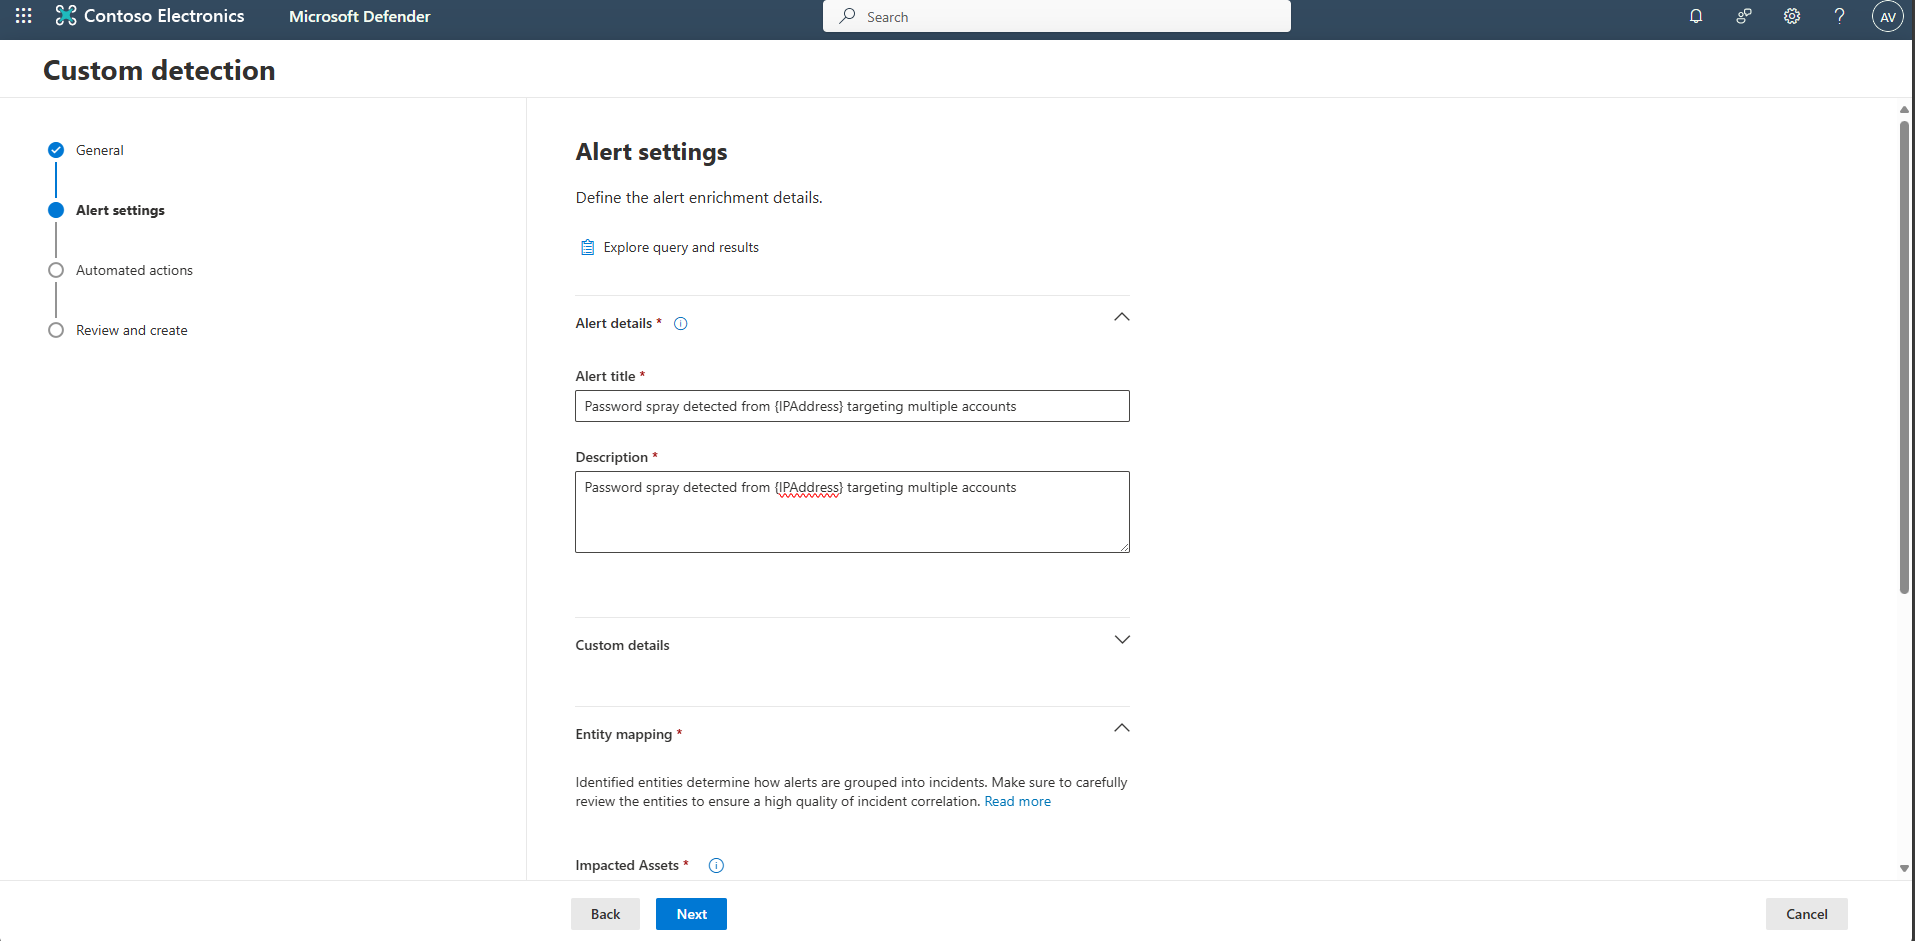 Contoso Electronics
Microsoft Defender
Search
AV
Custom detection
General
Alert settings
Automated actions
Review and create
Alert settings
Define the alert enrichment details.
Explore query and results
Alert details *
Alert title *
Password spray detected from {IPAddress} targeting multiple accounts
Description *
Password spray detected from {IPAddress} targeting multiple accounts
Custom details
Entity mapping *
Identified entities determine how alerts are grouped into incidents. Make sure to carefully
review the entities to ensure a high quality of incident correlation. Read more
Impacted Assets *
Back
Next
Cancel